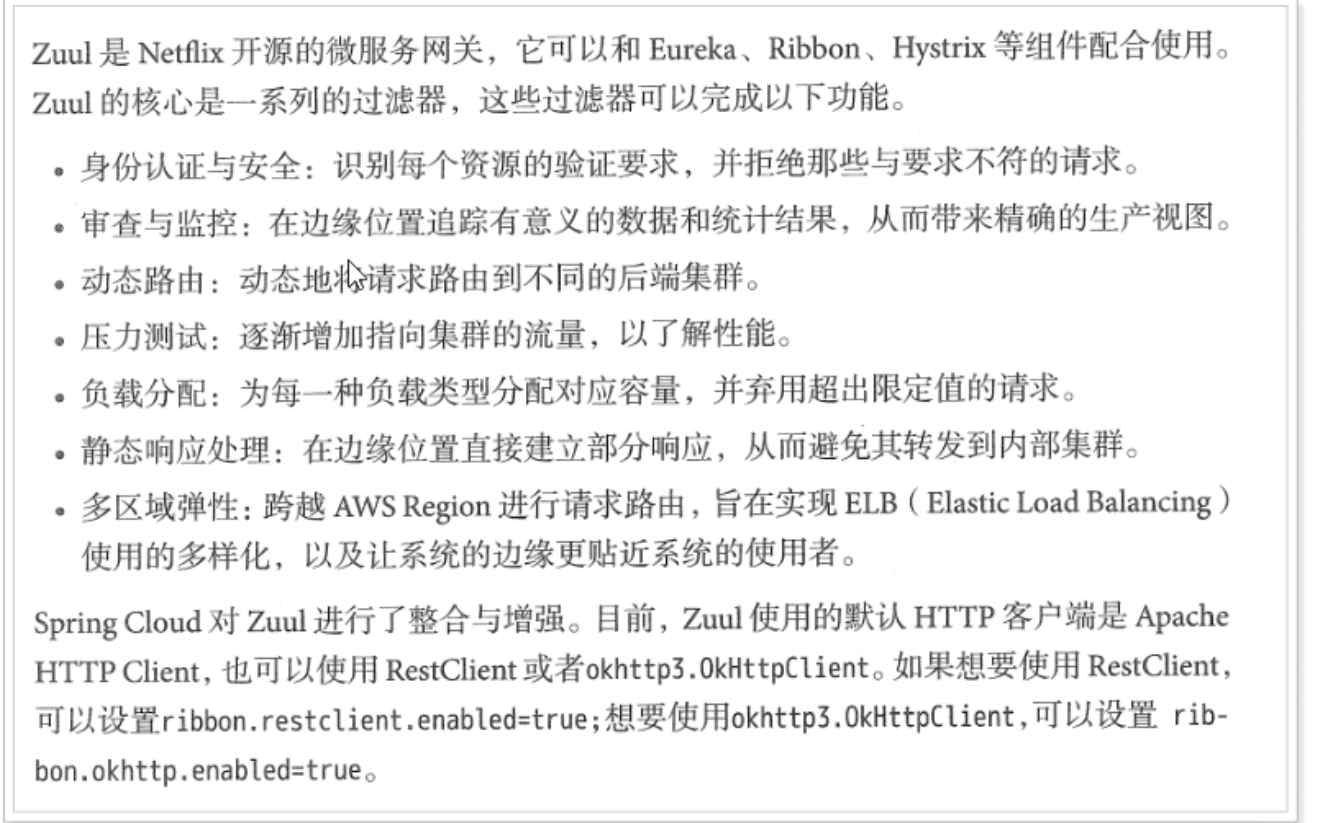 Zuul 是 Netflix 开源的微服务网关，它可以和 Eureka、Ribbon、Hystrix 等组件配合使用。
Zuul 的核心是一系列的过滤器，这些过滤器可以完成以下功能。
• 身份认证与安全：识别每个资源的验证要求，并拒绝那些与要求不符的请求。
• 审查与监控：在边缘位置追踪有意义的数据和统计结果，从而带来精确的生产视图。
• 动态路由：动态地将请求路由到不同的后端集群。
• 压力测试：逐渐增加指向集群的流量，以了解性能。
• 负载分配：为每一种负载类型分配对应容量，并弃用超出限定值的请求。
• 静态响应处理：在边缘位置直接建立部分响应，从而避免其转发到内部集群。
• 多区域弹性：跨越 AWS Region 进行请求路由，旨在实现 ELB（Elastic Load Balancing）
使用的多样化，以及让系统的边缘更贴近系统的使用者。
Spring Cloud 对 Zuul 进行了整合与增强。目前，Zuul 使用的默认 HTTP 客户端是 Apache
HTTP Client，也可以使用 RestClient 或者okhttp3.OkHttpClient。如果想要使用 RestClient，
可以设置ribbon.restclient.enabled=true;想要使用okhttp3.OkHttpClient,可以设置 rib-
bon.okhttp.enabled=true。